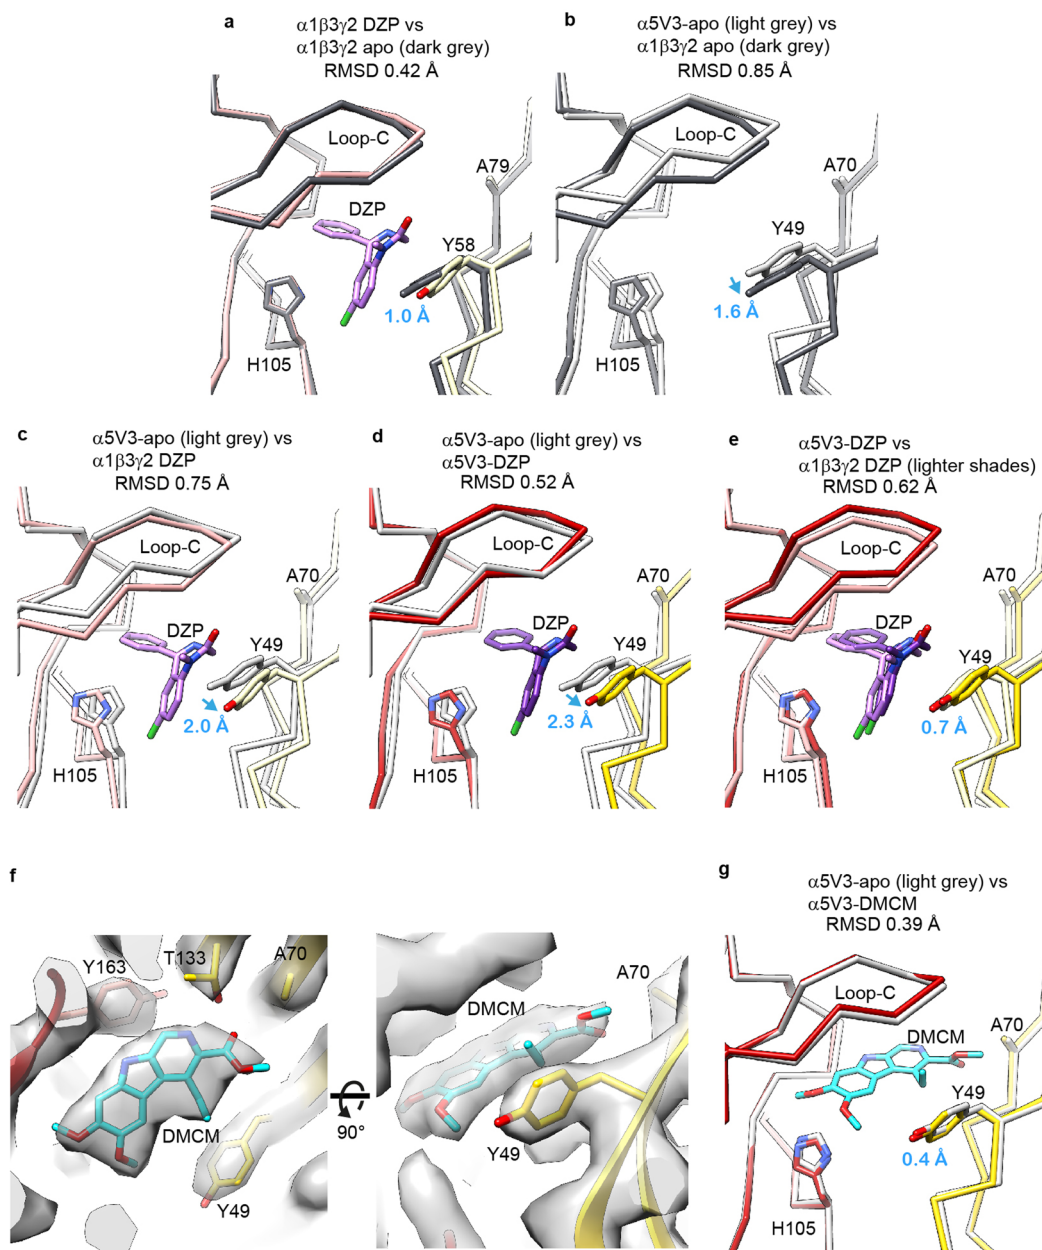 a
α1β3γ2 DZP vs
α1β3γ2 apo (dark grey)
RMSD 0.42 Å
Loop-C
A79
DZP
Y58
1.0 Å
H105
b
α5V3-apo (light grey) vs
α1β3γ2 apo (dark grey)
RMSD 0.85 Å
Loop-C
A70
Y49
1.6 Å
H105
c
α5V3-apo (light grey) vs
α1β3γ2 DZP
RMSD 0.75 Å
Loop-C
A70
DZP
Y49
2.0 Å
H105
d
α5V3-apo (light grey) vs
α5V3-DZP
RMSD 0.52 Å
Loop-C
A70
DZP
Y49
2.3 Å
H105
e
α5V3-DZP vs
α1β3γ2 DZP (lighter shades)
RMSD 0.62 Å
Loop-C
A70
DZP
Y49
0.7 Å
H105
f
Y163
T133
A70
DMCM
Y49
90°
A70
DMCM
Y49
g
α5V3-apo (light grey) vs
α5V3-DMCM
RMSD 0.39 Å
Loop-C
A70
DMCM
Y49
0.4 Å
H105